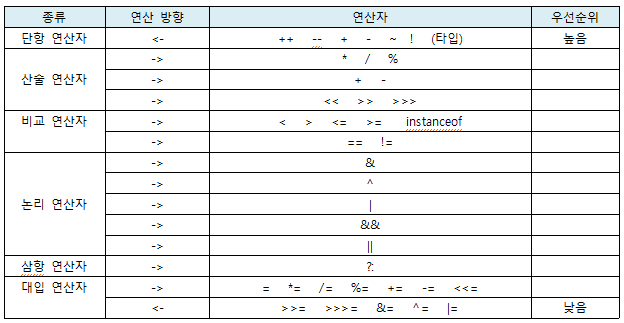 종류 연산 방향 연산자 우선순위
단항 연산자 <- ++ -- + - ~ ! (타입) 높음
-> * / %
산술 연산자 -> + -
-> << >> >>>
비교 연산자 -> < > <= >= instanceof
-> == !=
-> &
-> ^
논리 연산자 -> |
-> &&
-> ||
삼항 연산자 -> ?:
대입 연산자 -> = *= /= %= += -= <<=
<- >>= >>>= &= ^= |= 낮음